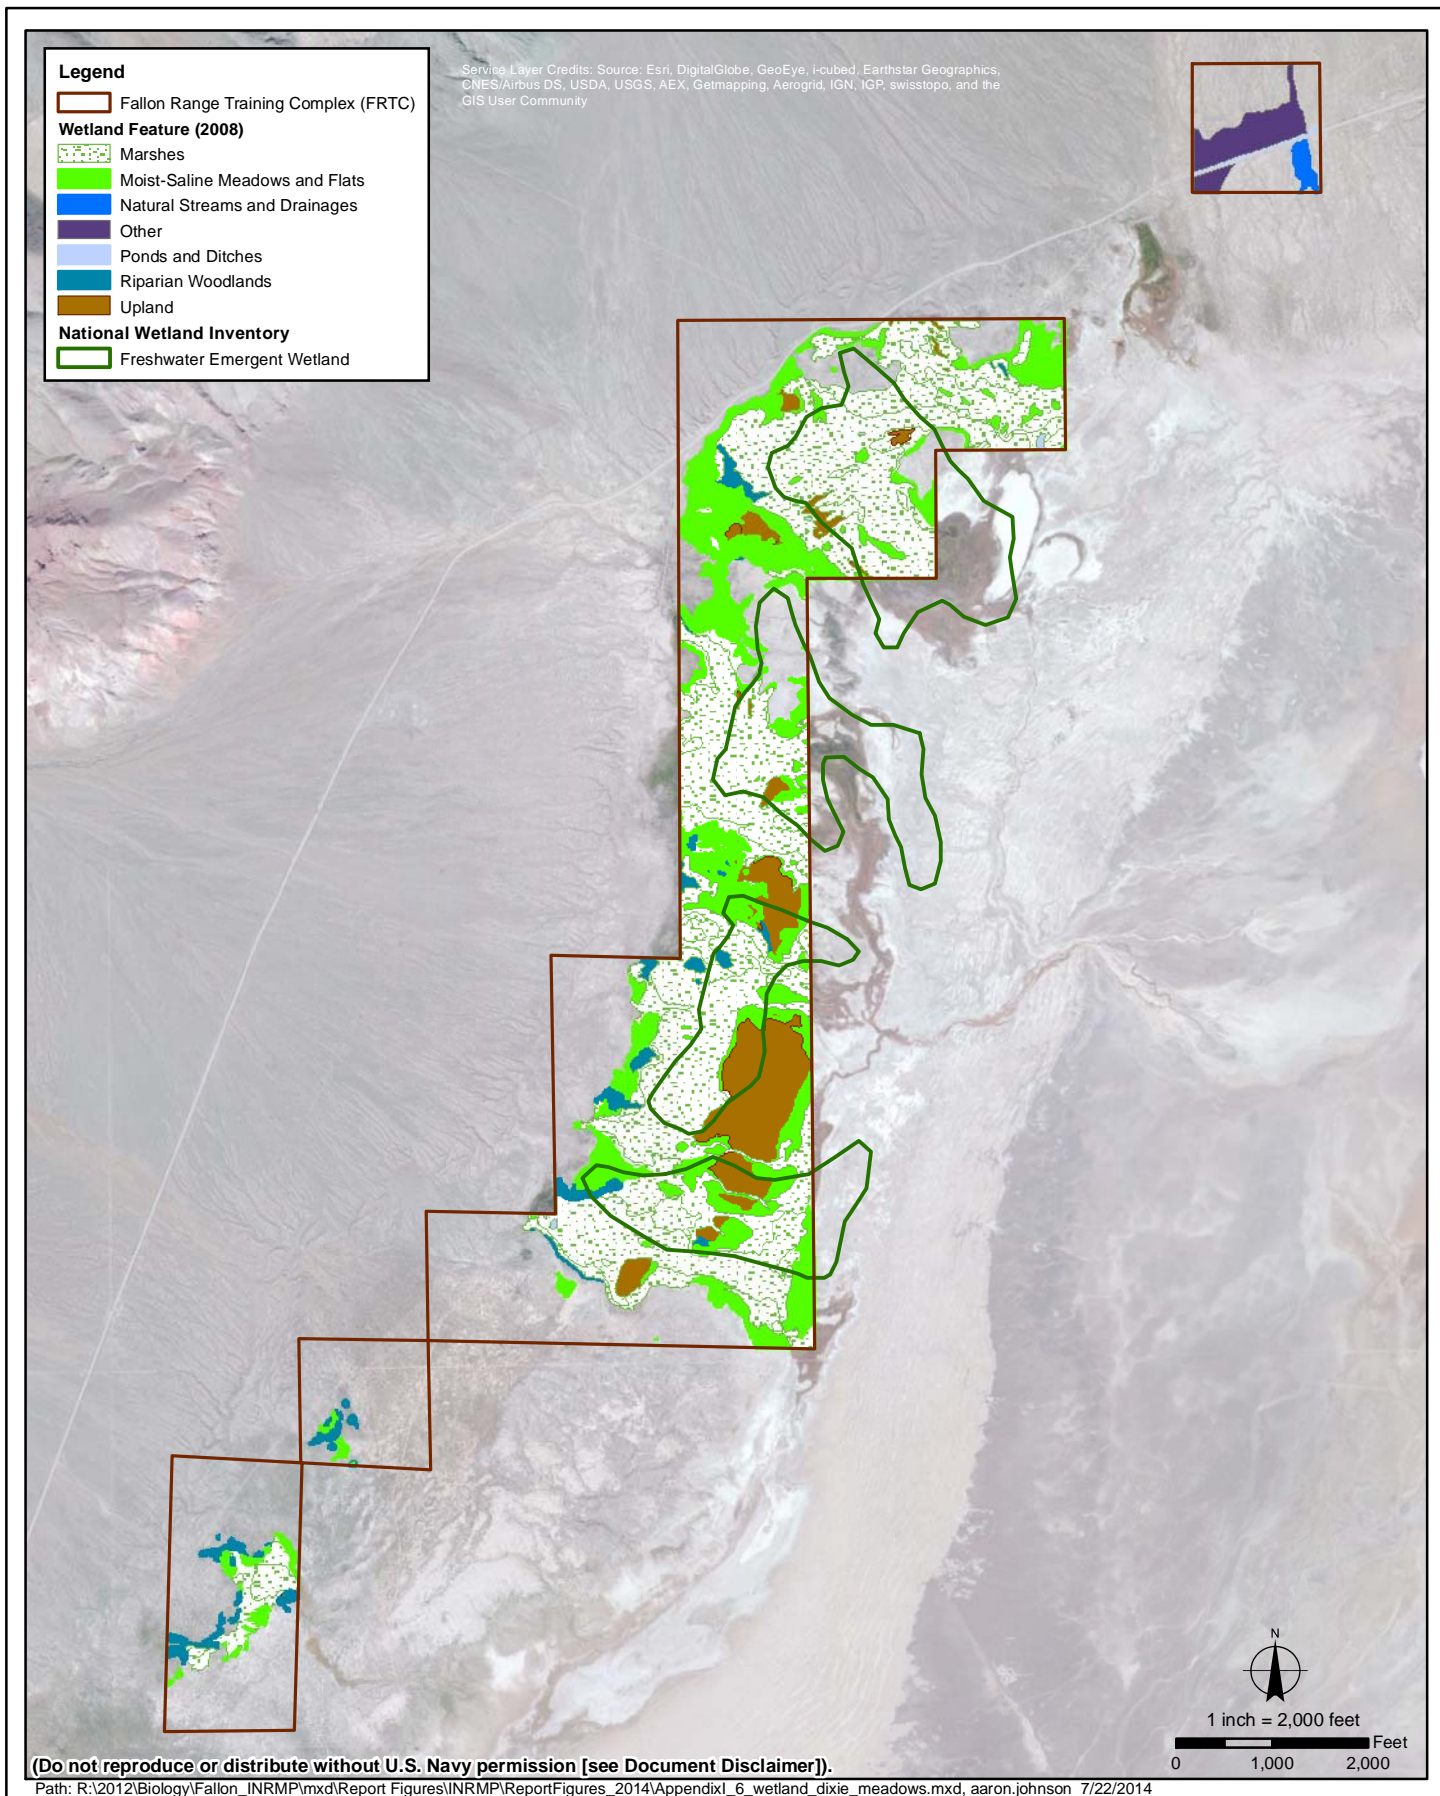 Legend
Fallon Range Training Complex (FRTC)
Wetland Feature (2008)
Marshes
Moist-Saline Meadows and Flats
Natural Streams and Drainages
Other
Ponds and Ditches
Riparian Woodlands
Upland
National Wetland Inventory
Freshwater Emergent Wetland
Service Layer Credits: Source: Esri, DigitalGlobe, GeoEye, i-cubed, Earthstar Geographics,
CNES/Airbus DS, USDA, USGS, AEX, Getmapping, Aerogrid, IGN, IGP, swisstopo, and the
GIS User Community
N
1 inch = 2,000 feet
Feet
0 1,000 2,000
(Do not reproduce or distribute without U.S. Navy permission [see Document Disclaimer]).
Path: R:\2012\Biology\Fallon_INRMP\mxd\Report Figures\INRMP\ReportFigures_2014\AppendixI_6_wetland_dixie_meadows.mxd, aaron.johnson 7/22/2014